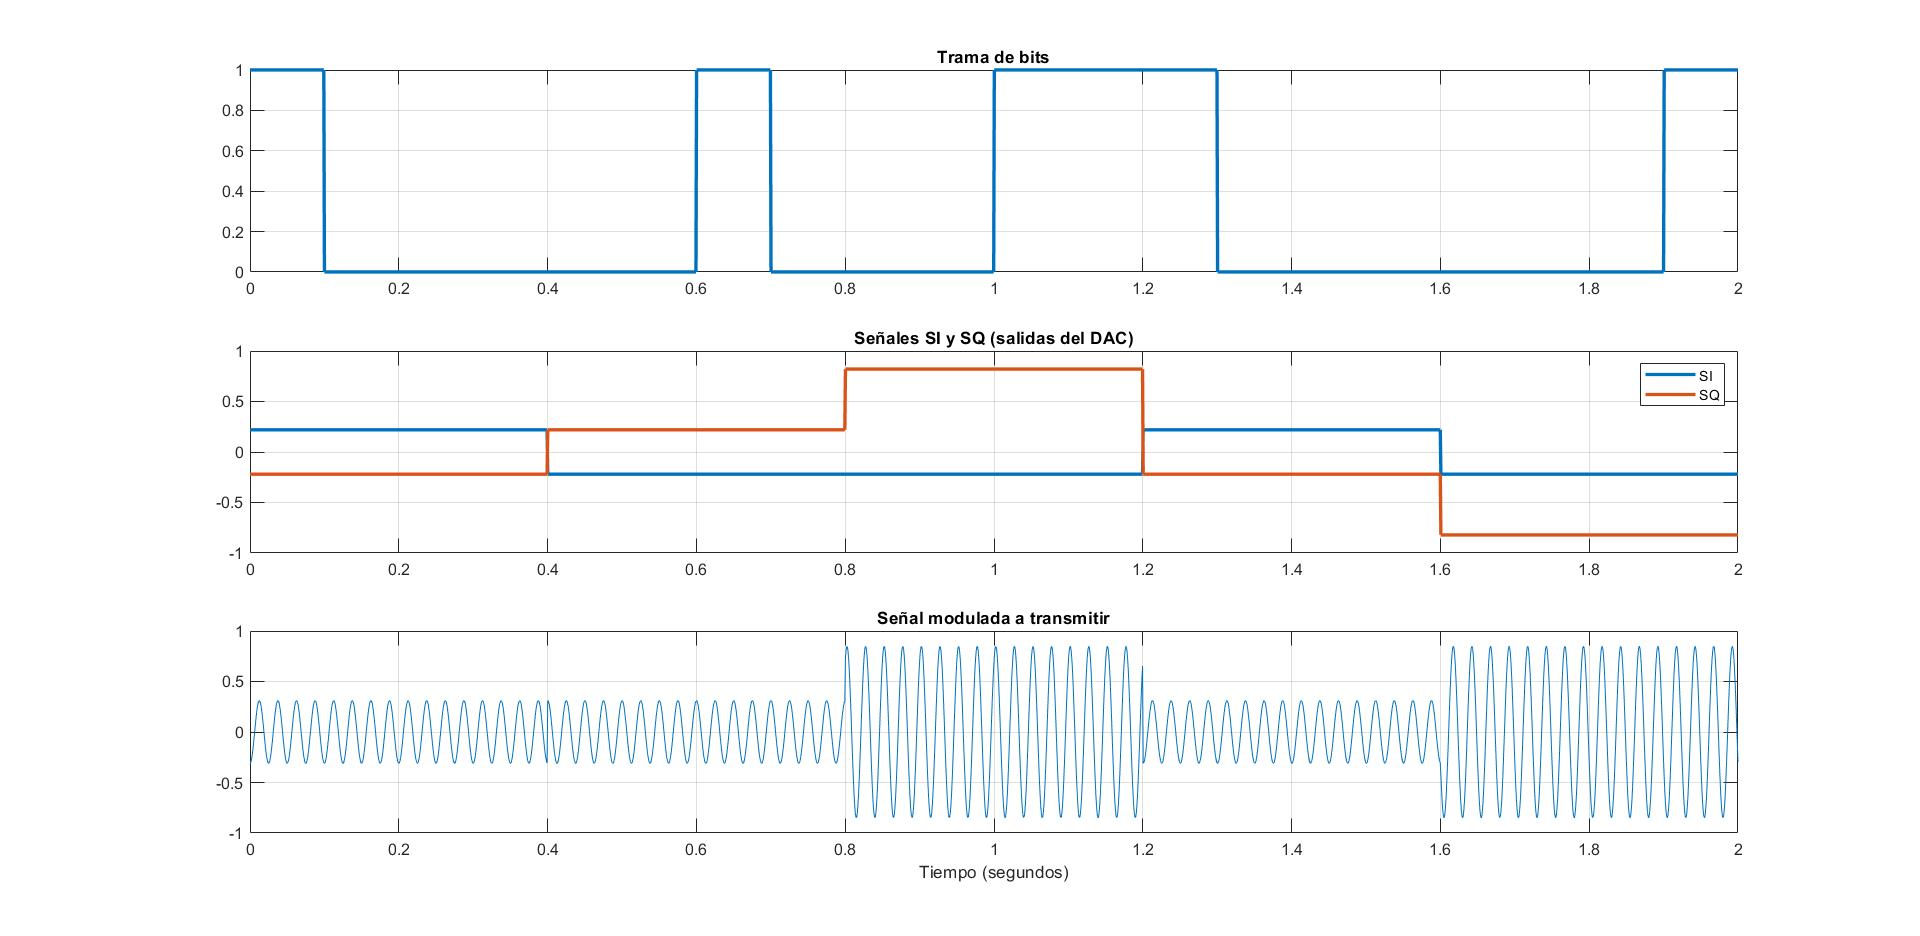 Trama de bits
1
0.8
0.6
0.4
0.2
0
0 0.2 0.4 0.6 0.8 1 1.2 1.4 1.6 1.8 2
Señales SI y SQ (salidas del DAC)
1
0.5
0
-0.5
-1
SI
SQ
0 0.2 0.4 0.6 0.8 1 1.2 1.4 1.6 1.8 2
Señal modulada a transmitir
1
0.5
0
-0.5
-1
0 0.2 0.4 0.6 0.8 1 1.2 1.4 1.6 1.8 2
Tiempo (segundos)